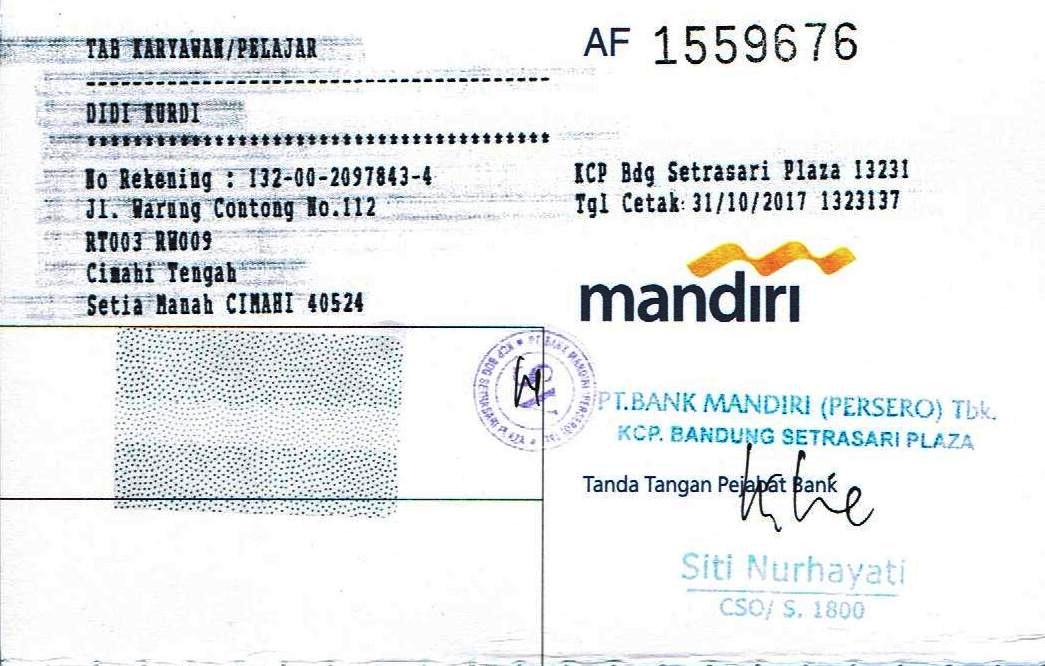 TAB KARYAWAN/PELAJAR
DIDI KURDI
No Rekening : 132-00-2097843-4
Jl. Warung Contong No.112
RT003 RW009
Cimahi Tengah
Setia Manah CIMAHI 40524
AF 1559676
KCP Bdg Setrasari Plaza 13231
Tgl Cetak: 31/10/2017 1323137
mandiri
PT. BANK MANDIRI (PERSERO) Tbk.
KCP BDG SETRASARI PLAZA
PT.BANK MANDIRI (PERSERO) Tbk.
KCP. BANDUNG SETRASARI PLAZA
Tanda Tangan Pejabat Bank
Siti Nurhayati
CSO/ S. 1800